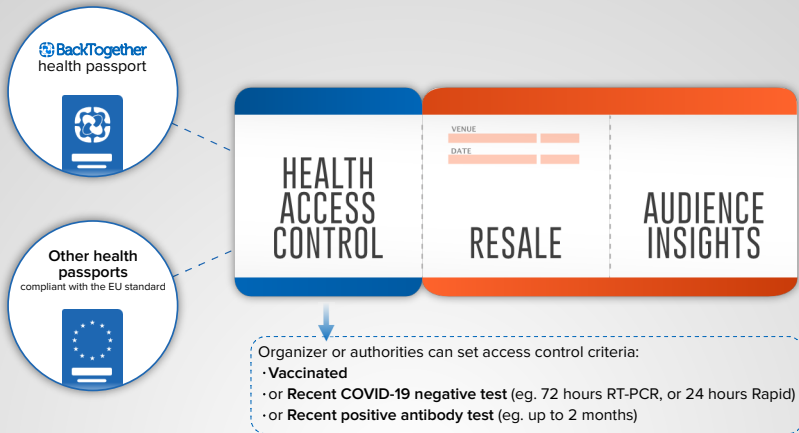 BackTogether
health passport
Other health
passports
compliant with the EU standard
HEALTH
ACCESS
CONTROL
VENUE
DATE
RESALE
AUDIENCE
INSIGHTS
Organizer or authorities can set access control criteria:
·Vaccinated
·or Recent COVID-19 negative test (eg. 72 hours RT-PCR, or 24 hours Rapid)
·or Recent positive antibody test (eg. up to 2 months)